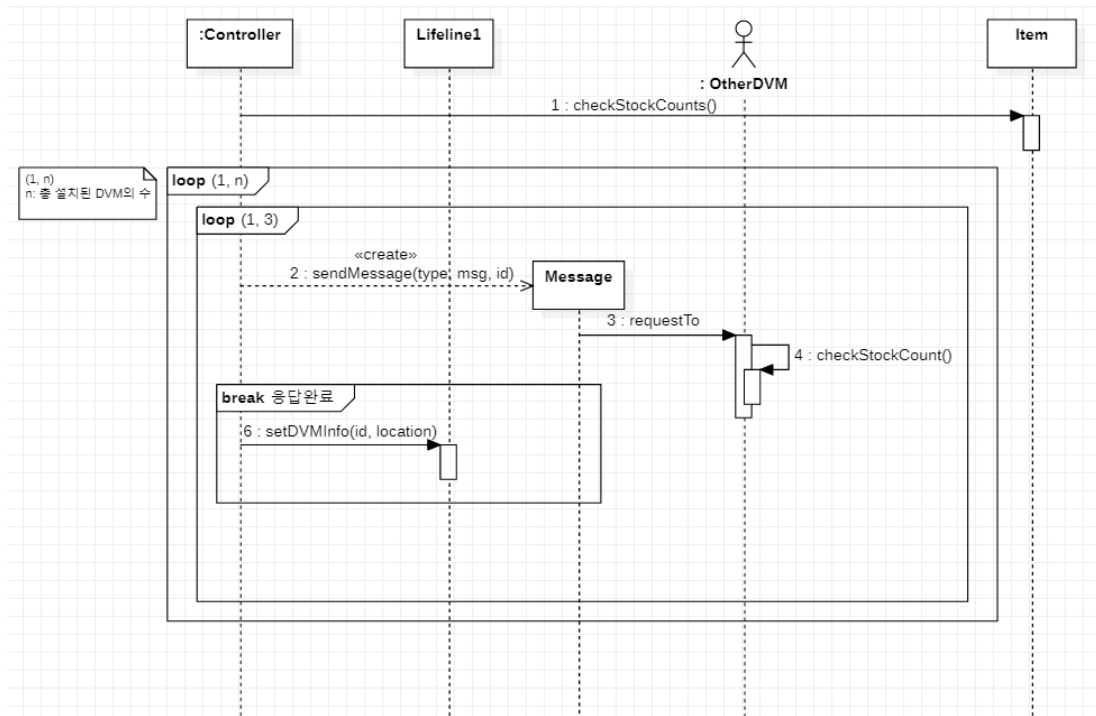 :Controller
Lifeline1
: OtherDVM
Item
1 : checkStockCounts()
(1, n)
n: 총 설치된 DVM의 수
loop (1, n)
loop (1, 3)
«create»
2 : sendMessage(type, msg, id)
Message
3 : requestTo
4 : checkStockCount()
break 응답완료
6 : setDVMInfo(id, location)